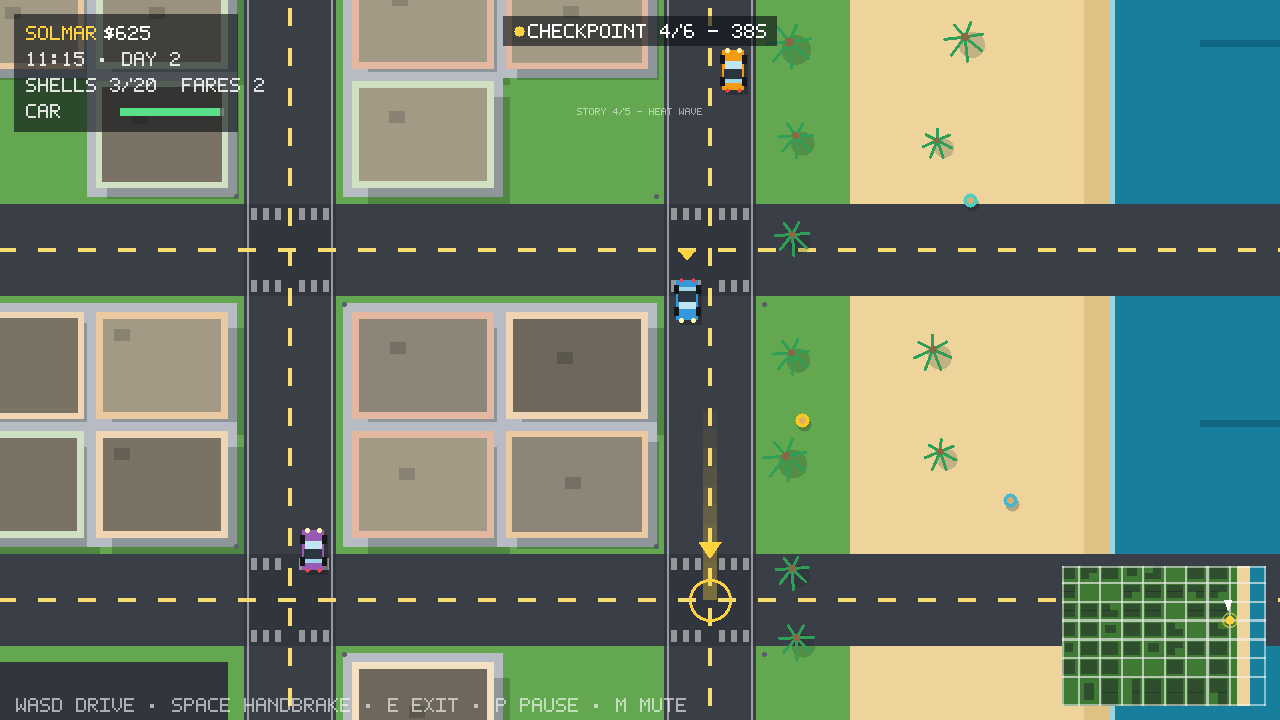 SOLMAR $625
11:15 · DAY 2
SHELLS 3/20 FARES 2
CAR
CHECKPOINT 4/6 – 38S
STORY 4/5 – HEAT WAVE
WASD DRIVE · SPACE HANDBRAKE · E EXIT · P PAUSE · M MUTE